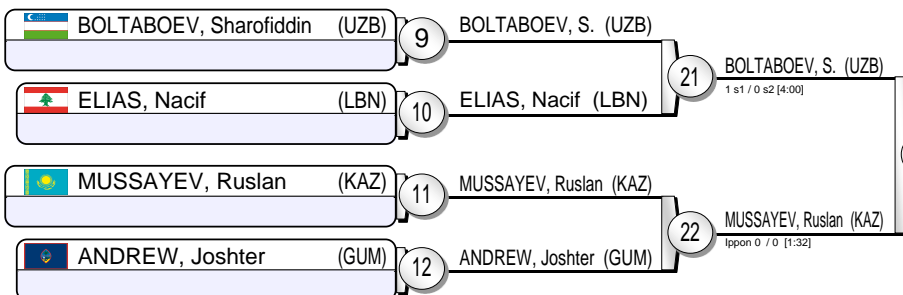 BOLTABOEV, Sharofiddin (UZB)
9
BOLTABOEV, S. (UZB)
21
BOLTABOEV, S. (UZB)
1 s1 / 0 s2 [4:00]
ELIAS, Nacif (LBN)
10
ELIAS, Nacif (LBN)
MUSSAYEV, Ruslan (KAZ)
11
MUSSAYEV, Ruslan (KAZ)
22
MUSSAYEV, Ruslan (KAZ)
Ippon 0 / 0 [1:32]
ANDREW, Joshter (GUM)
12
ANDREW, Joshter (GUM)